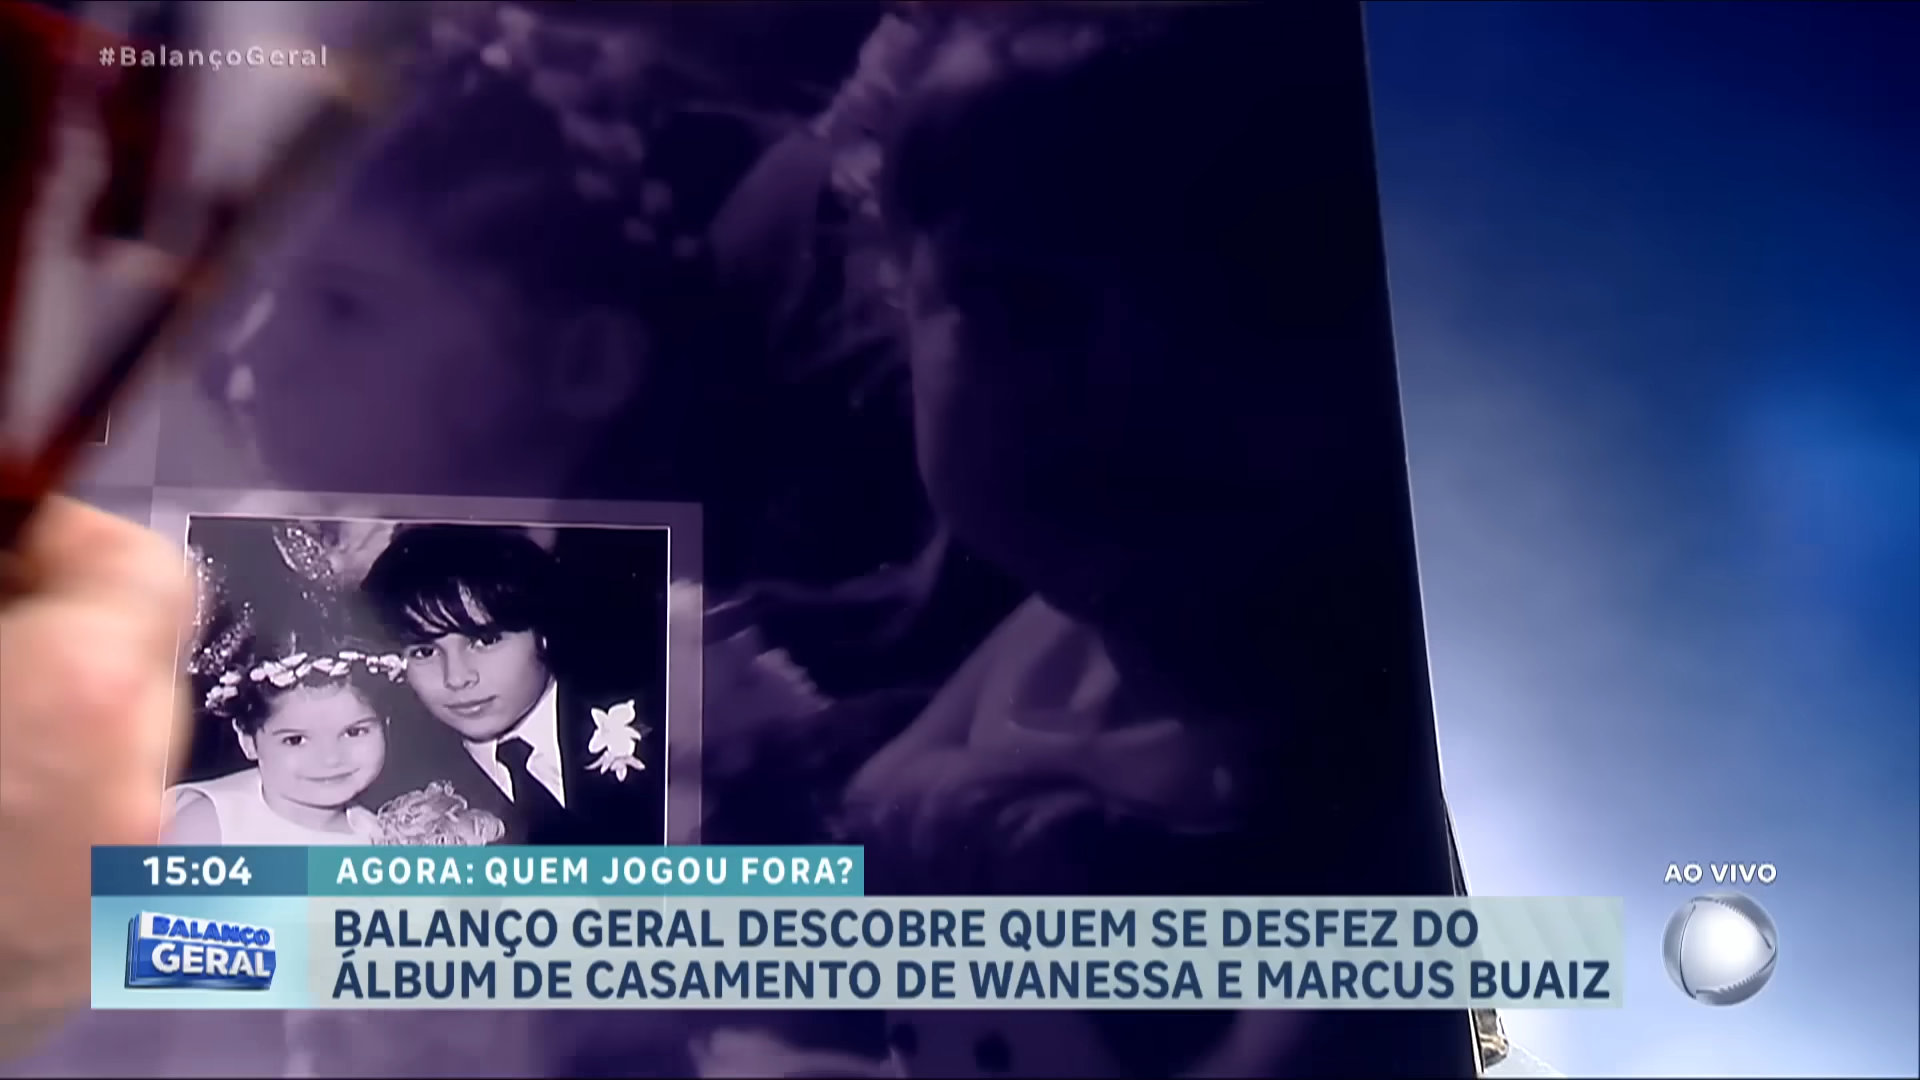 #BalançoGeral
15:04
AGORA: QUEM JOGOU FORA?
AO VIVO
BALANÇO
GERAL
BALANÇO GERAL DESCOBRE QUEM SE DESFEZ DO
ÁLBUM DE CASAMENTO DE WANESSA E MARCUS BUAIZ